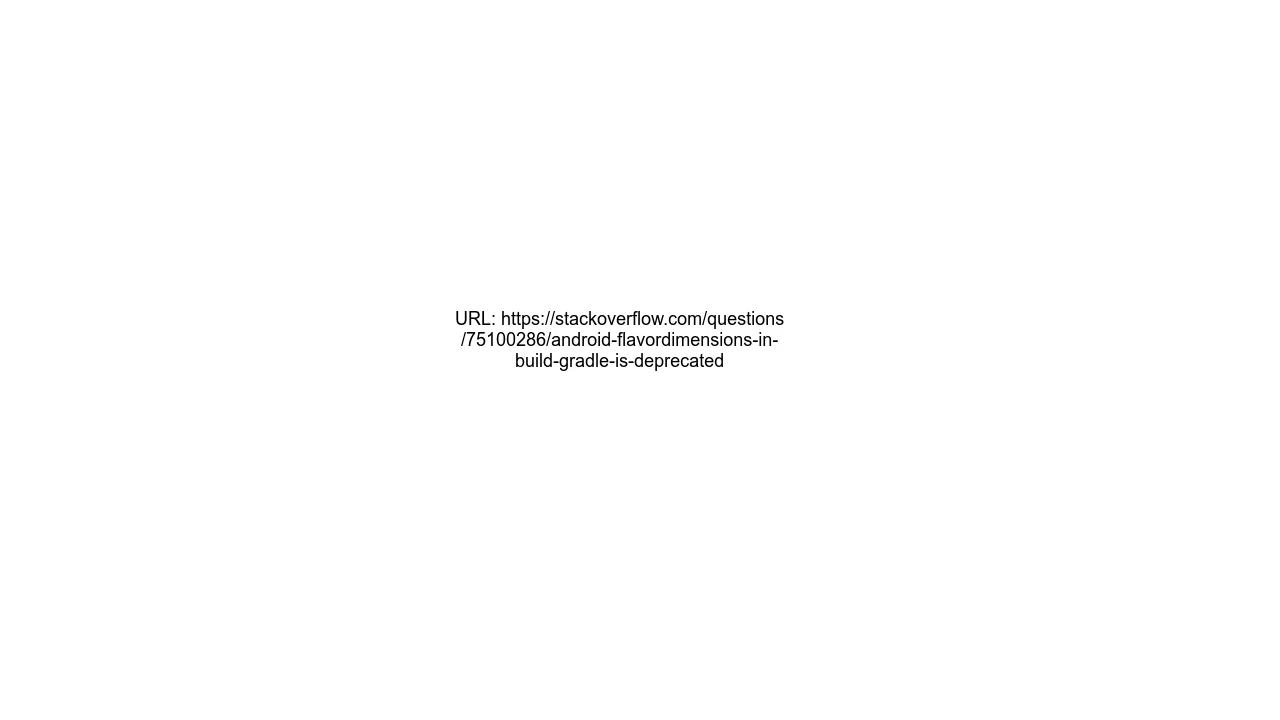 URL: https://stackoverflow.com/questions
/75100286/android-flavordimensions-in-
build-gradle-is-deprecated